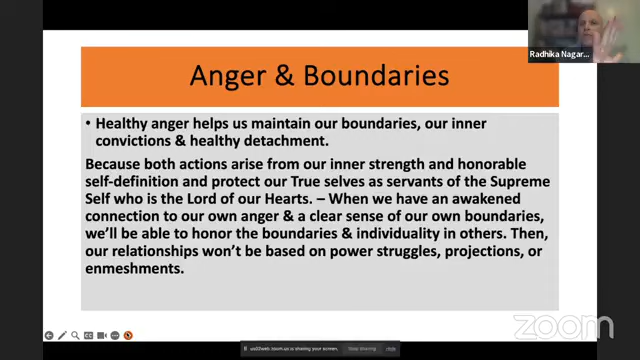 Radhika Nagar...
Anger & Boundaries
• Healthy anger helps us maintain our boundaries, our inner
convictions & healthy detachment.
Because both actions arise from our inner strength and honorable
self-definition and protect our True selves as servants of the Supreme
Self who is the Lord of our Hearts. – When we have an awakened
connection to our own anger & a clear sense of our own boundaries,
we'll be able to honor the boundaries & individuality in others. Then,
our relationships won't be based on power struggles, projections, or
enmeshments.
zoom
is sharing your screen.
Stop sharing